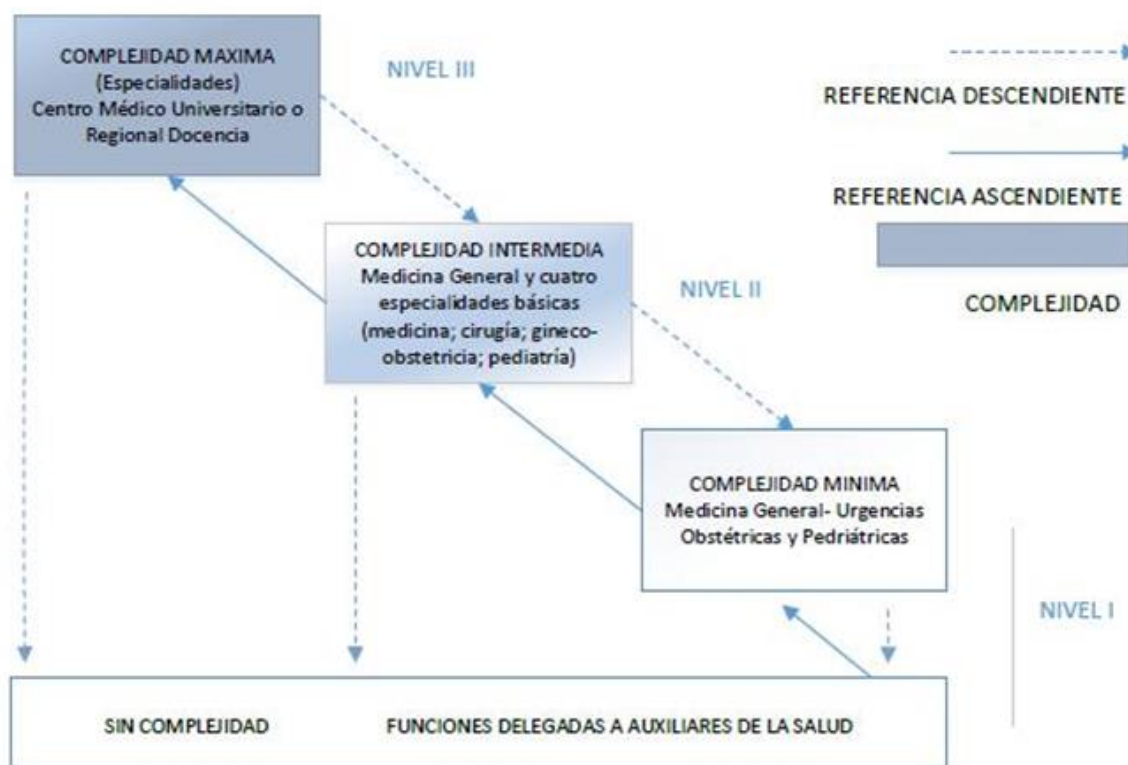 COMPLEJIDAD MAXIMA
(Especialidades)
Centro Médico Universitario o
Regional Docencia
NIVEL III
REFERENCIA DESCENDIENTE
REFERENCIA ASCENDIENTE
COMPLEJIDAD
COMPLEJIDAD INTERMEDIA
Medicina General y cuatro
especialidades básicas
(medicina; cirugía; gineco-
obstetricia; pediatría)
NIVEL II
COMPLEJIDAD MINIMA
Medicina General- Urgencias
Obstétricas y Pedriátricas
NIVEL I
SIN COMPLEJIDAD
FUNCIONES DELEGADAS A AUXILIARES DE LA SALUD